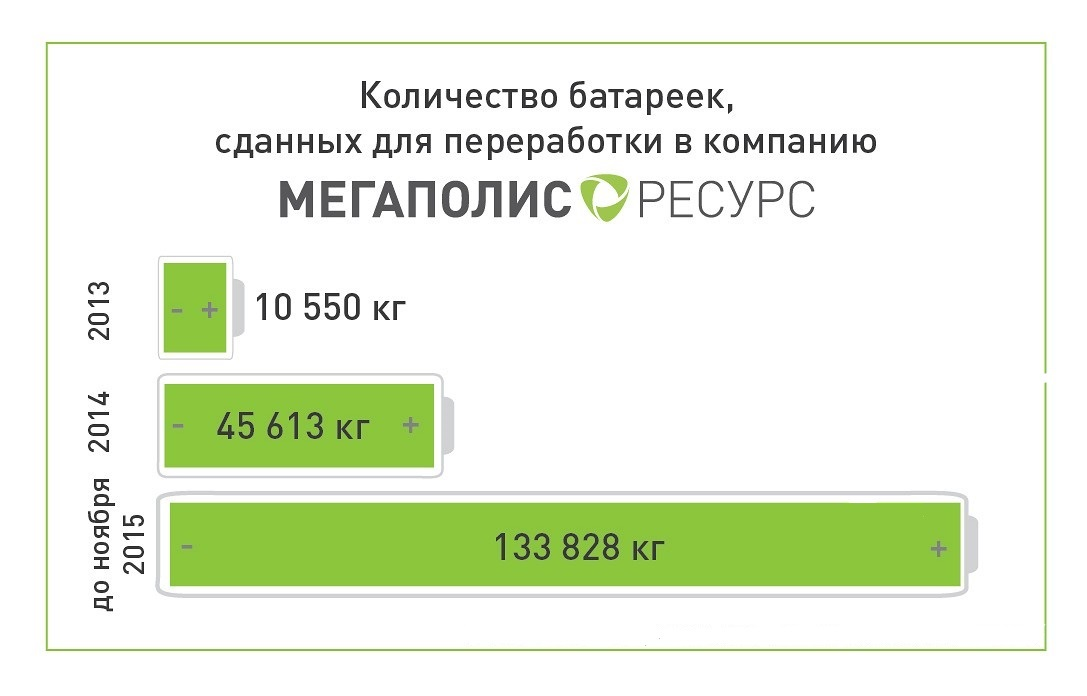 Количество батареек,
сданных для переработки в компанию
МЕГАПОЛИС РЕСУРС
2013
- +
10 550 кг
2014
- 45 613 кг +
до ноября
2015
- 133 828 кг +